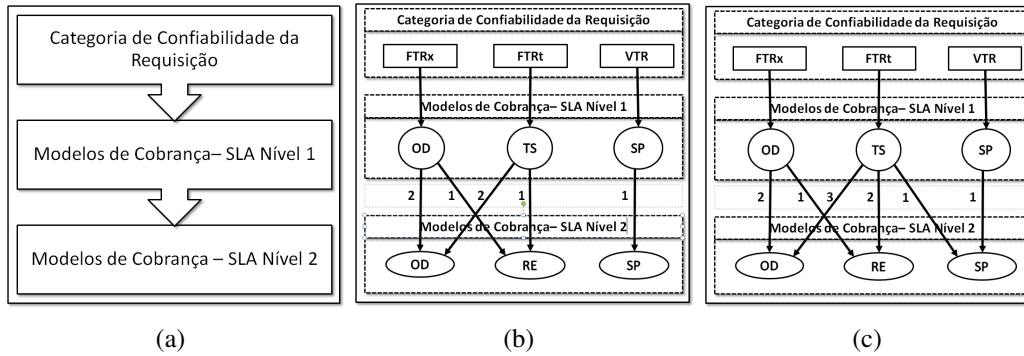 Categoria de Confiabilidade da
Requisição
Modelos de Cobrança– SLA Nível 1
Modelos de Cobrança – SLA Nível 2
(a)
Categoria de Confiabilidade da Requisição
FTRx FTRt VTR
Modelos de Cobrança– SLA Nível 1
OD TS SP
2 1 2 1 1
Modelos de Cobrança– SLA Nível 2
OD RE SP
(b)
Categoria de Confiabilidade da Requisição
FTRx FTRt VTR
Modelos de Cobrança– SLA Nível 1
OD TS SP
2 1 3 2 1 1
Modelos de Cobrança– SLA Nível 2
OD RE SP
(c)